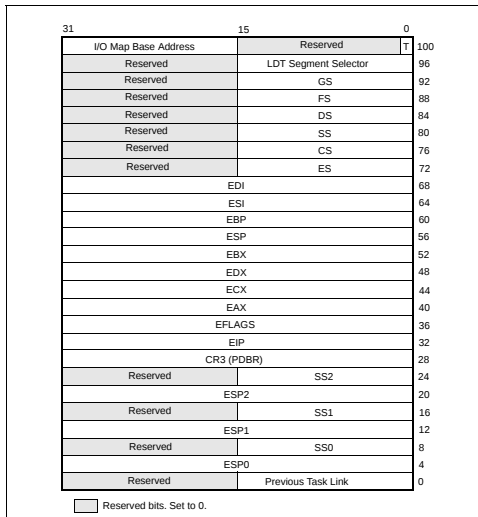 31 15 0
I/O Map Base Address Reserved T 100
Reserved LDT Segment Selector 96
Reserved GS 92
Reserved FS 88
Reserved DS 84
Reserved SS 80
Reserved CS 76
Reserved ES 72
EDI 68
ESI 64
EBP 60
ESP 56
EBX 52
EDX 48
ECX 44
EAX 40
EFLAGS 36
EIP 32
CR3 (PDBR) 28
Reserved SS2 24
ESP2 20
Reserved SS1 16
ESP1 12
Reserved SS0 8
ESP0 4
Reserved Previous Task Link 0
Reserved bits. Set to 0.